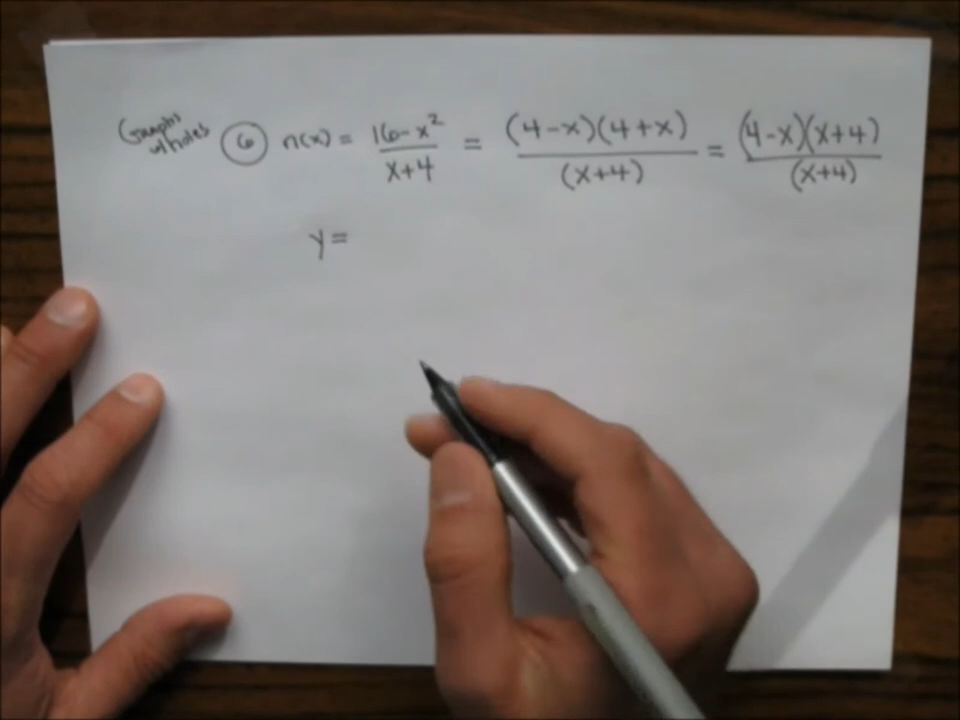 Graphs w/holes ⑥ n(x) = 16-x²/x+4 = (4-x)(4+x)/(x+4) = (4-x)(x+4)/(x+4)
y=